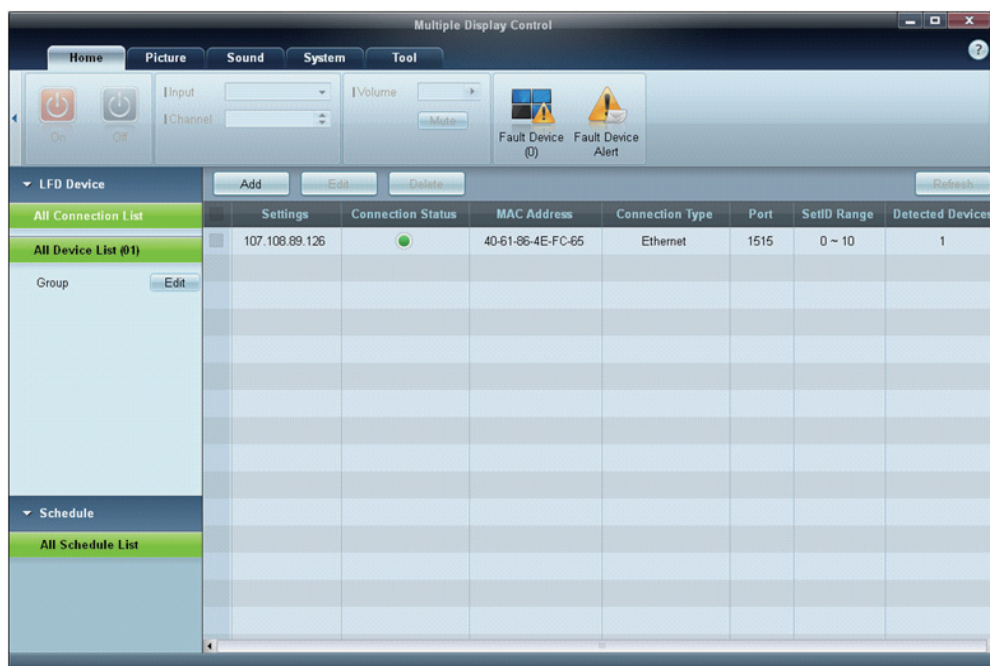 Multiple Display Control
Home Picture Sound System Tool
?
Input
Channel
On Off
Volume
Mute
Fault Device
(0)
Fault Device
Alert
LFD Device
All Connection List
All Device List (01)
Group Edit
Schedule
All Schedule List
Add Edit Delete Refresh
Settings Connection Status MAC Address Connection Type Port SetID Range Detected Devices
107.108.89.126 40-61-86-4E-FC-65 Ethernet 1515 0 ~ 10 1